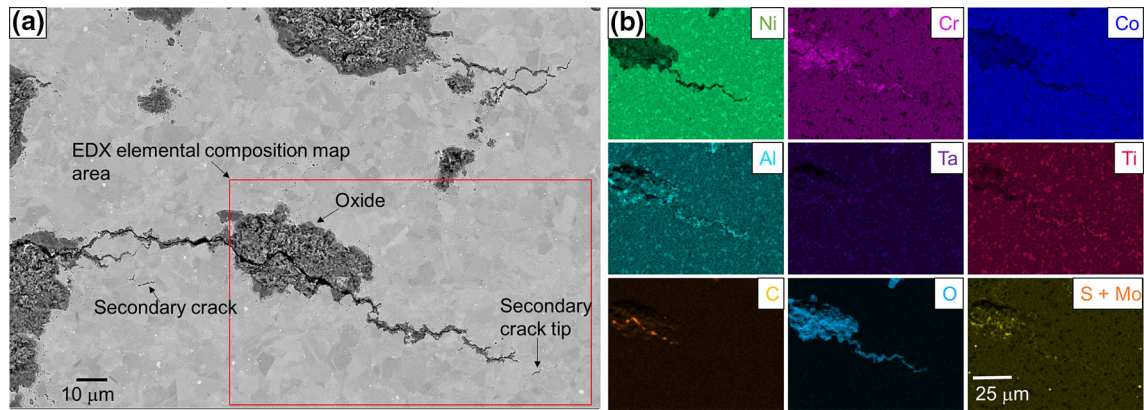 (a)
EDX elemental composition map
area
Oxide
Secondary crack
Secondary
crack tip
10 μm
(b)
Ni
Cr
Co
Al
Ta
Ti
C
O
S + Mo
25 μm